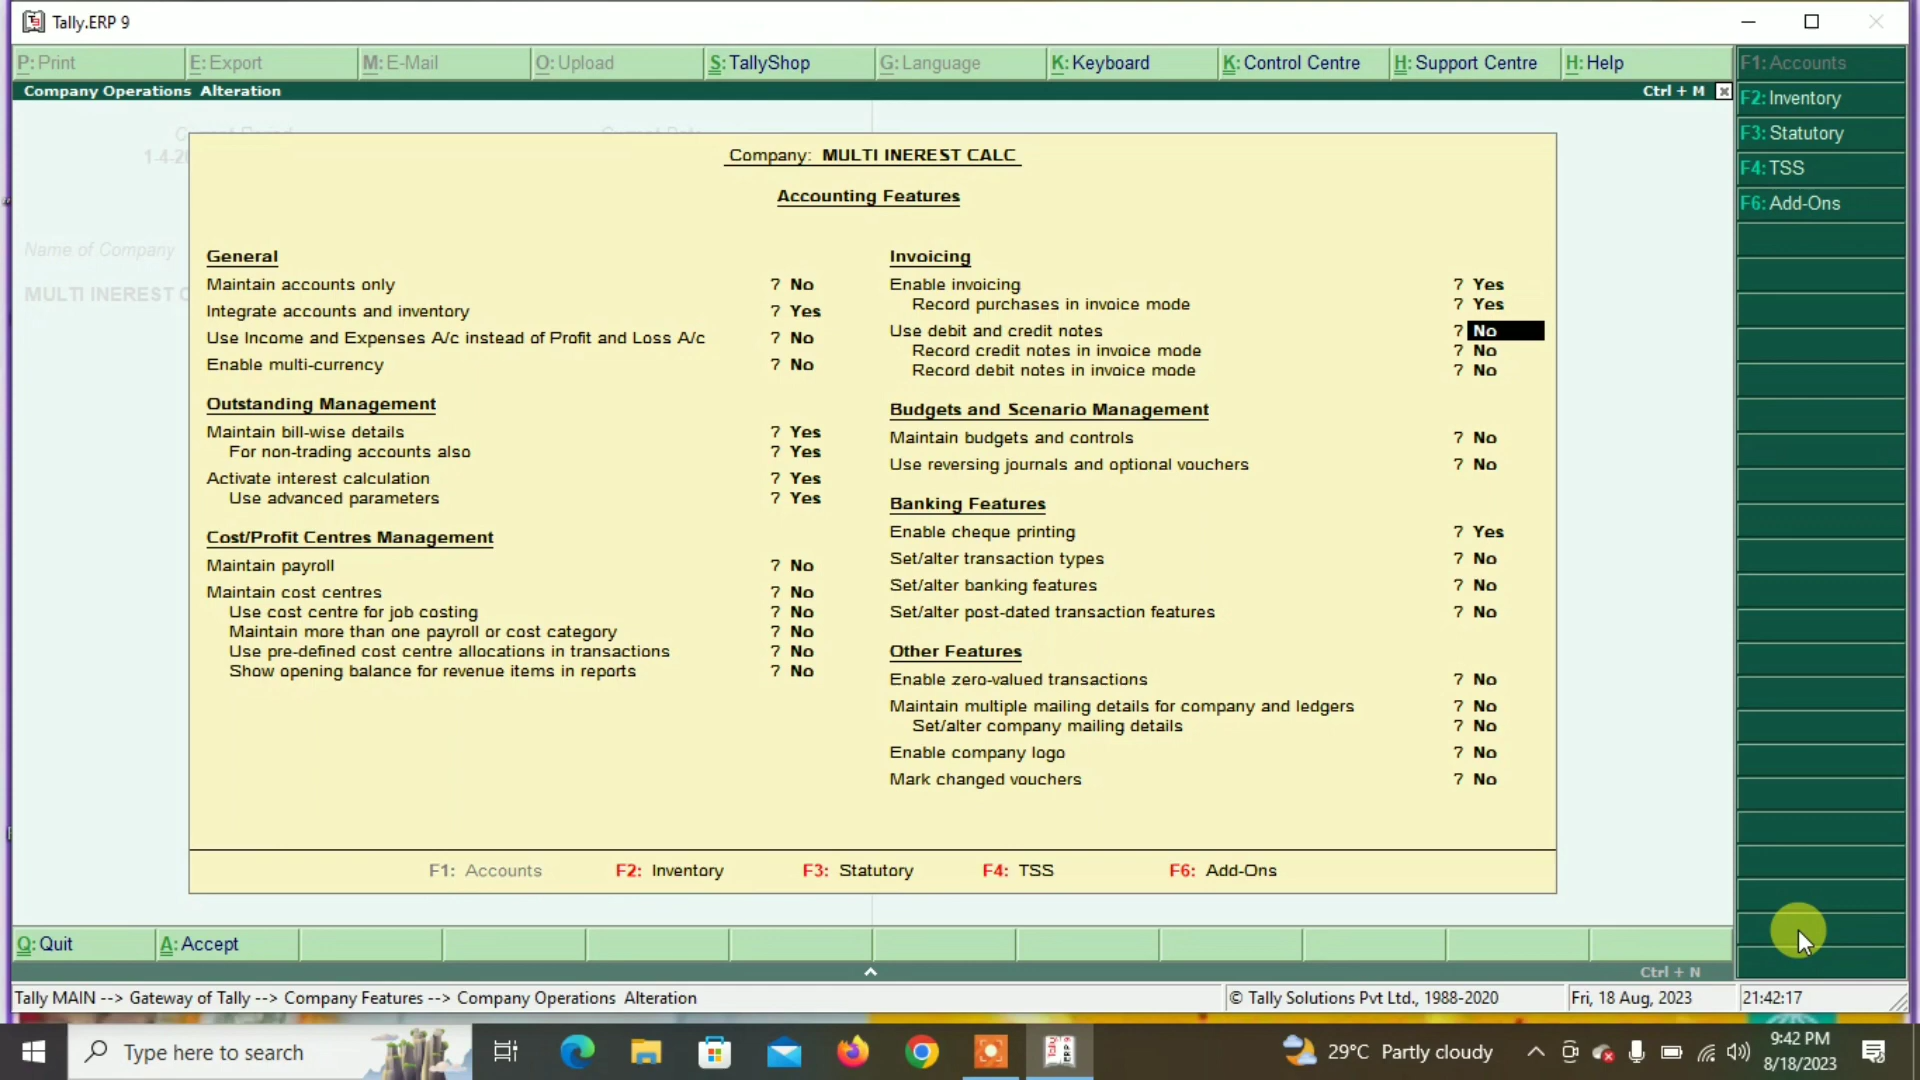 Tally.ERP 9
P: Print E: Export M: E-Mail O: Upload S: TallyShop G: Language K: Keyboard K: Control Centre H: Support Centre H: Help
F1: Accounts
F2: Inventory
F3: Statutory
F4: TSS
F6: Add-Ons
Company Operations Alteration Ctrl + M
Name of Company
Company: MULTI INEREST CALC
Accounting Features
General
Maintain accounts only ? No
Integrate accounts and inventory ? Yes
Use Income and Expenses A/c instead of Profit and Loss A/c ? No
Enable multi-currency ? No
Outstanding Management
Maintain bill-wise details ? Yes
For non-trading accounts also ? Yes
Activate interest calculation ? Yes
Use advanced parameters ? Yes
Cost/Profit Centres Management
Maintain payroll ? No
Maintain cost centres ? No
Use cost centre for job costing ? No
Maintain more than one payroll or cost category ? No
Use pre-defined cost centre allocations in transactions ? No
Show opening balance for revenue items in reports ? No
Invoicing
Enable invoicing ? Yes
Record purchases in invoice mode ? Yes
Use debit and credit notes ? No
Record credit notes in invoice mode ? No
Record debit notes in invoice mode ? No
Budgets and Scenario Management
Maintain budgets and controls ? No
Use reversing journals and optional vouchers ? No
Banking Features
Enable cheque printing ? Yes
Set/alter transaction types ? No
Set/alter banking features ? No
Set/alter post-dated transaction features ? No
Other Features
Enable zero-valued transactions ? No
Maintain multiple mailing details for company and ledgers ? No
Set/alter company mailing details ? No
Enable company logo ? No
Mark changed vouchers ? No
F1: Accounts F2: Inventory F3: Statutory F4: TSS F6: Add-Ons
Q: Quit A: Accept
Ctrl + N
Tally MAIN --> Gateway of Tally --> Company Features --> Company Operations Alteration © Tally Solutions Pvt Ltd., 1988-2020 Fri, 18 Aug, 2023 21:42:17
Type here to search
29°C Partly cloudy
9:42 PM
8/18/2023